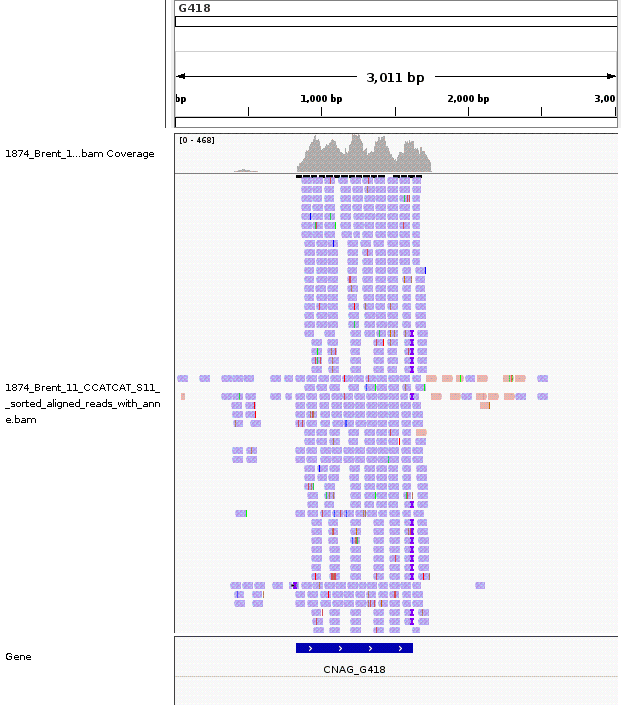 G418
3,011 bp
bp
1,000 bp
2,000 bp
3,00
[0 - 468]
1874_Brent_1...bam Coverage
1874_Brent_11_CCATCAT_S11_
_sorted_aligned_reads_with_ann
e.bam
Gene
CNAG_G418